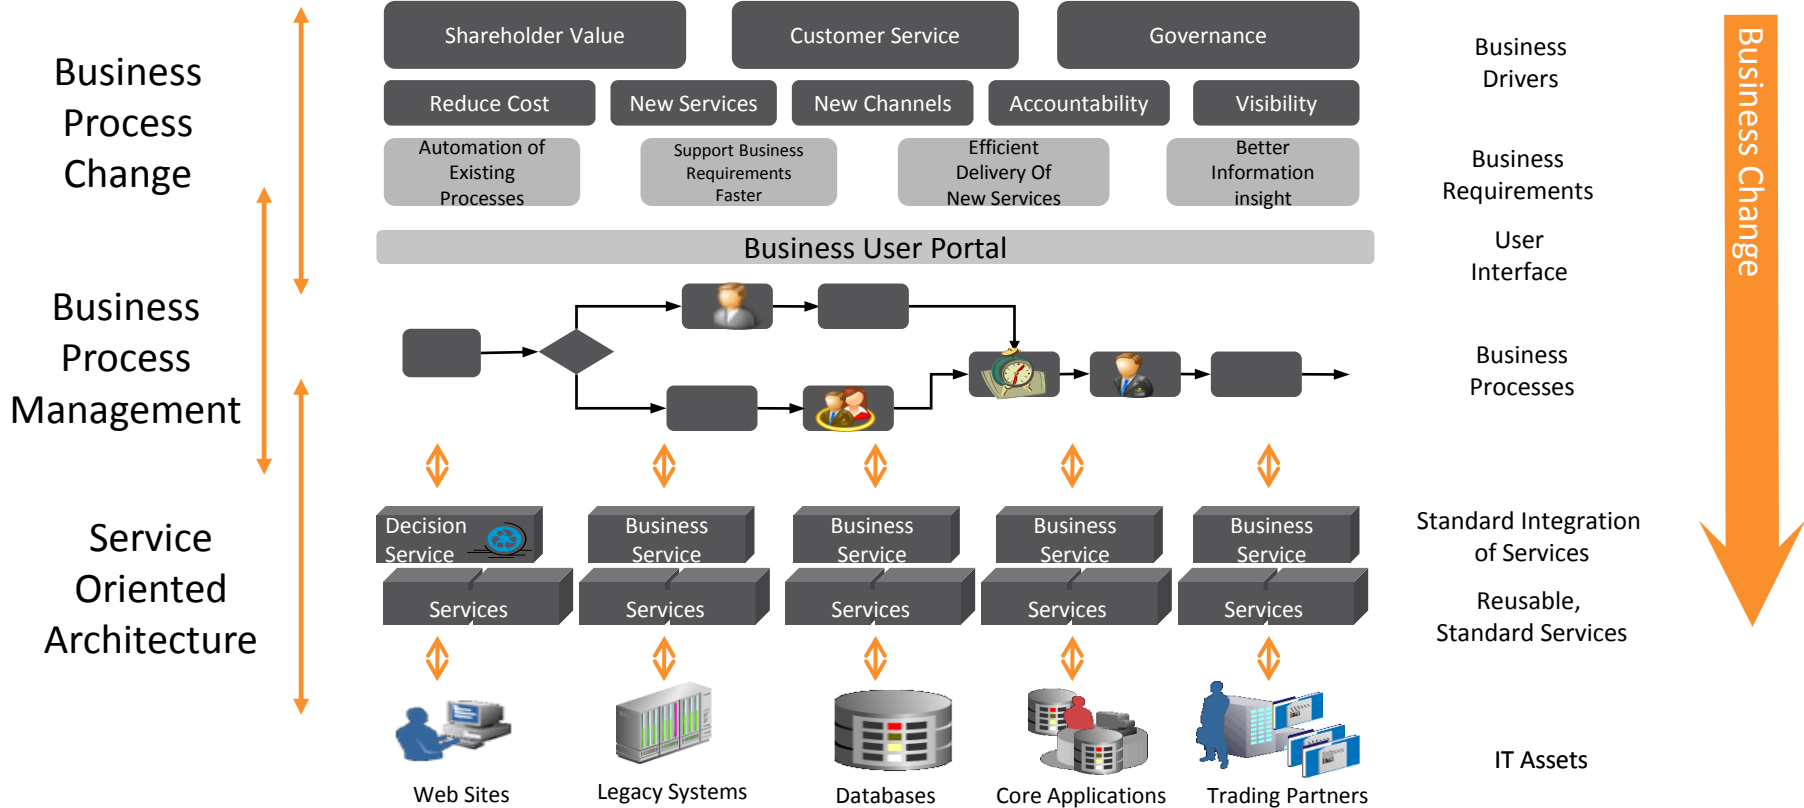 Business
Process
Change
Business
Process
Management
Service
Oriented
Architecture
Shareholder Value
Customer Service
Governance
Reduce Cost
New Services
New Channels
Accountability
Visibility
Automation of
Existing
Processes
Support Business
Requirements
Faster
Efficient
Delivery Of
New Services
Better
Information
insight
Business User Portal
Decision
Service
Business
Service
Business
Service
Business
Service
Business
Service
Services
Services
Services
Services
Services
Web Sites
Legacy Systems
Databases
Core Applications
Trading Partners
Business
Drivers
Business
Requirements
User
Interface
Business
Processes
Standard Integration
of Services
Reusable,
Standard Services
IT Assets
Business Change